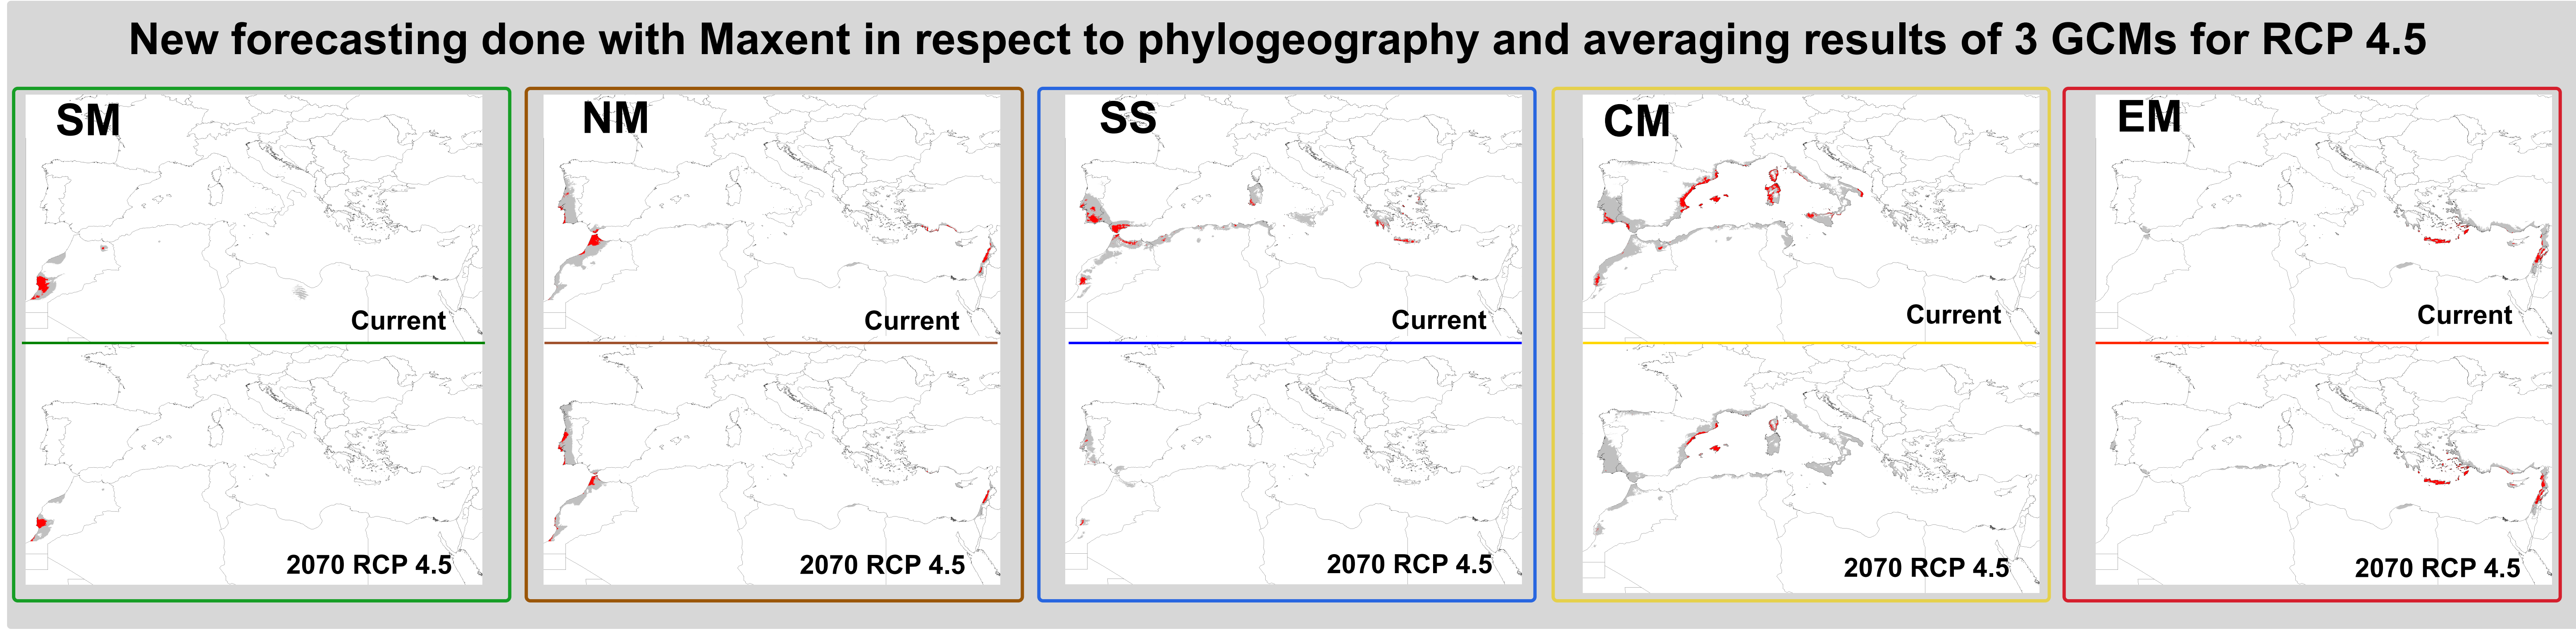 New forecasting done with Maxent in respect to phylogeography and averaging results of 3 GCMs for RCP 4.5
SM
Current
2070 RCP 4.5
NM
Current
2070 RCP 4.5
SS
Current
2070 RCP 4.5
CM
Current
2070 RCP 4.5
EM
Current
2070 RCP 4.5